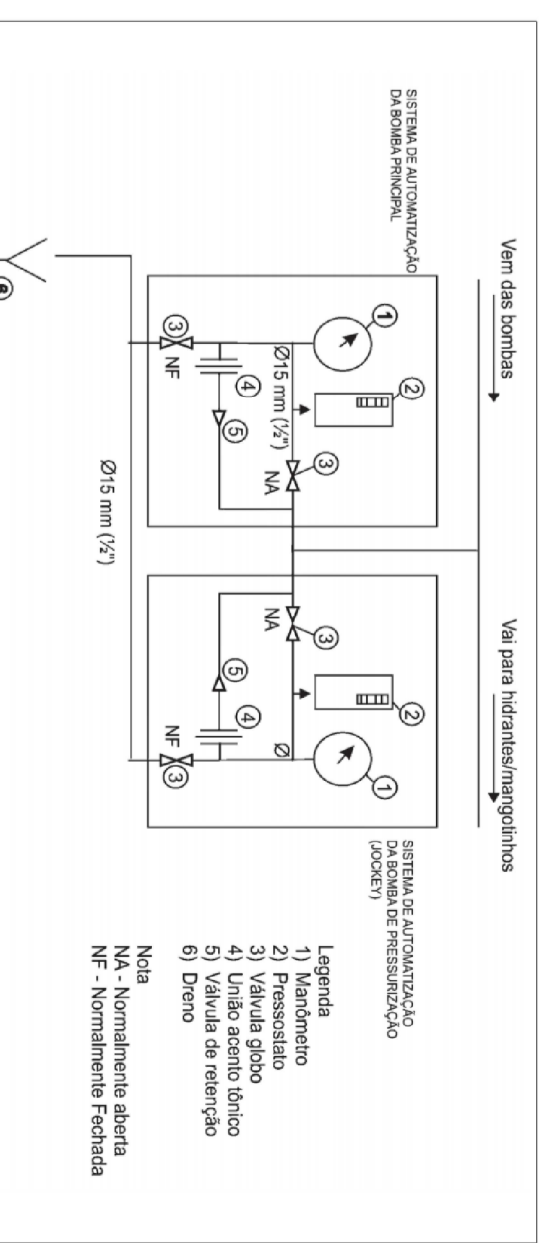 Vem das bombas
Vai para hidrantes/mangotinhos
SISTEMA DE AUTOMATIZAÇÃO
DA BOMBA PRINCIPAL
1
2
3
Ø15 mm (½")
NA
4
5
3
NF
SISTEMA DE AUTOMATIZAÇÃO
DA BOMBA DE PRESSURIZAÇÃO
(JOCKEY)
3
NA
2
1
Ø
5
4
NF
3
Ø15 mm (½")
6
Legenda
1) Manômetro
2) Pressostato
3) Válvula globo
4) União acento tônico
5) Válvula de retenção
6) Dreno
Nota
NA - Normalmente aberta
NF - Normalmente Fechada